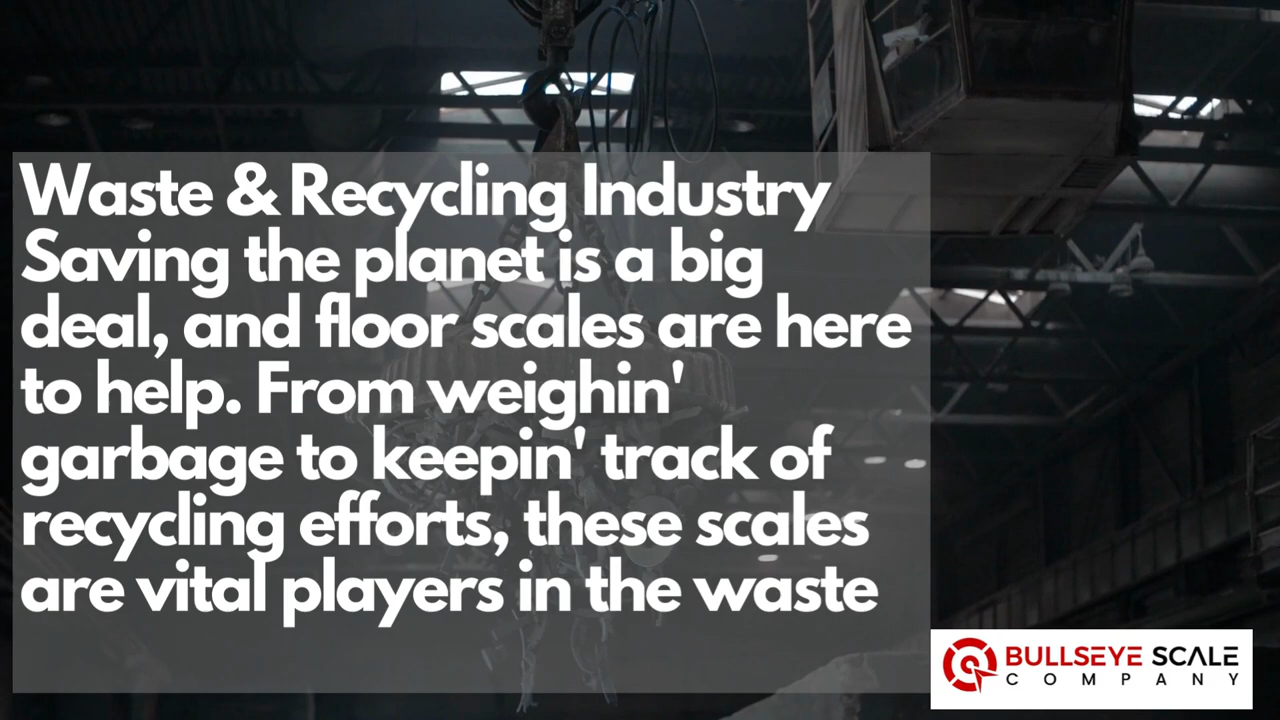 Waste & Recycling Industry
Saving the planet is a big
deal, and floor scales are here
to help. From weighin'
garbage to keepin' track of
recycling efforts, these scales
are vital players in the waste
BULLSEYE SCALE
COMPANY